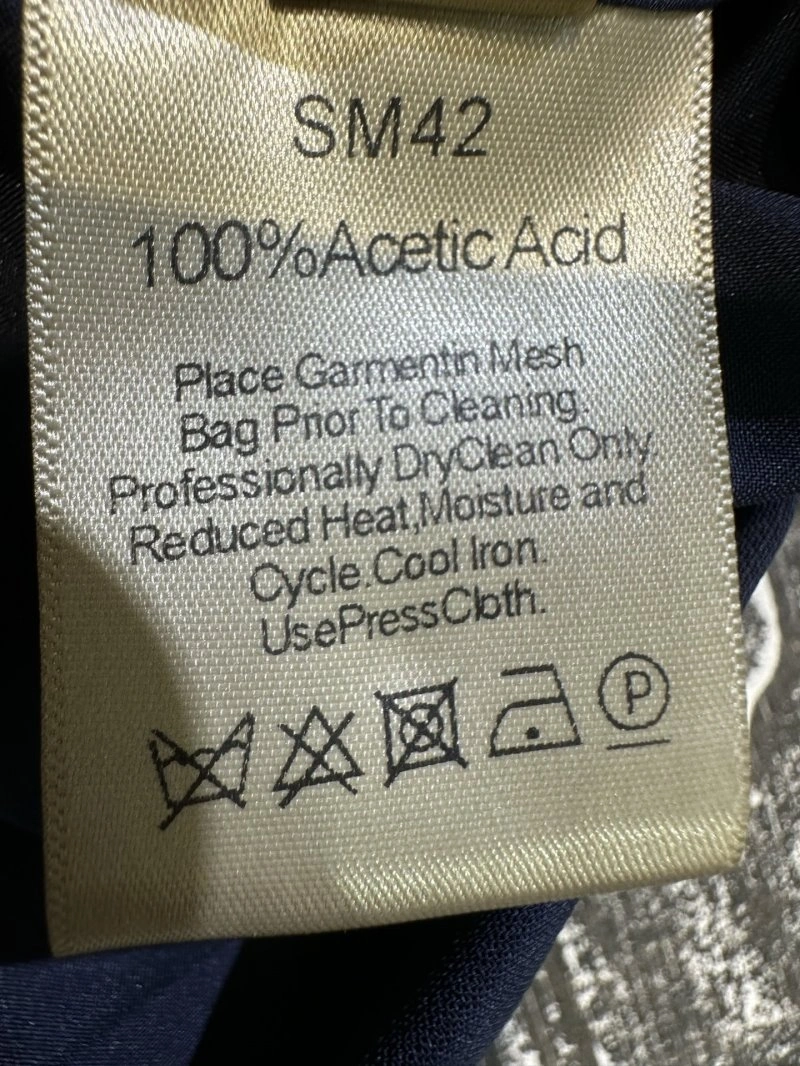 SM42
100%Acetic Acid
Place Garmentin Mesh
Bag Prior To Cleaning.
Professionally DryClean Only.
Reduced Heat,Moisture and
Cycle.Cool Iron.
UsePressCloth.
P